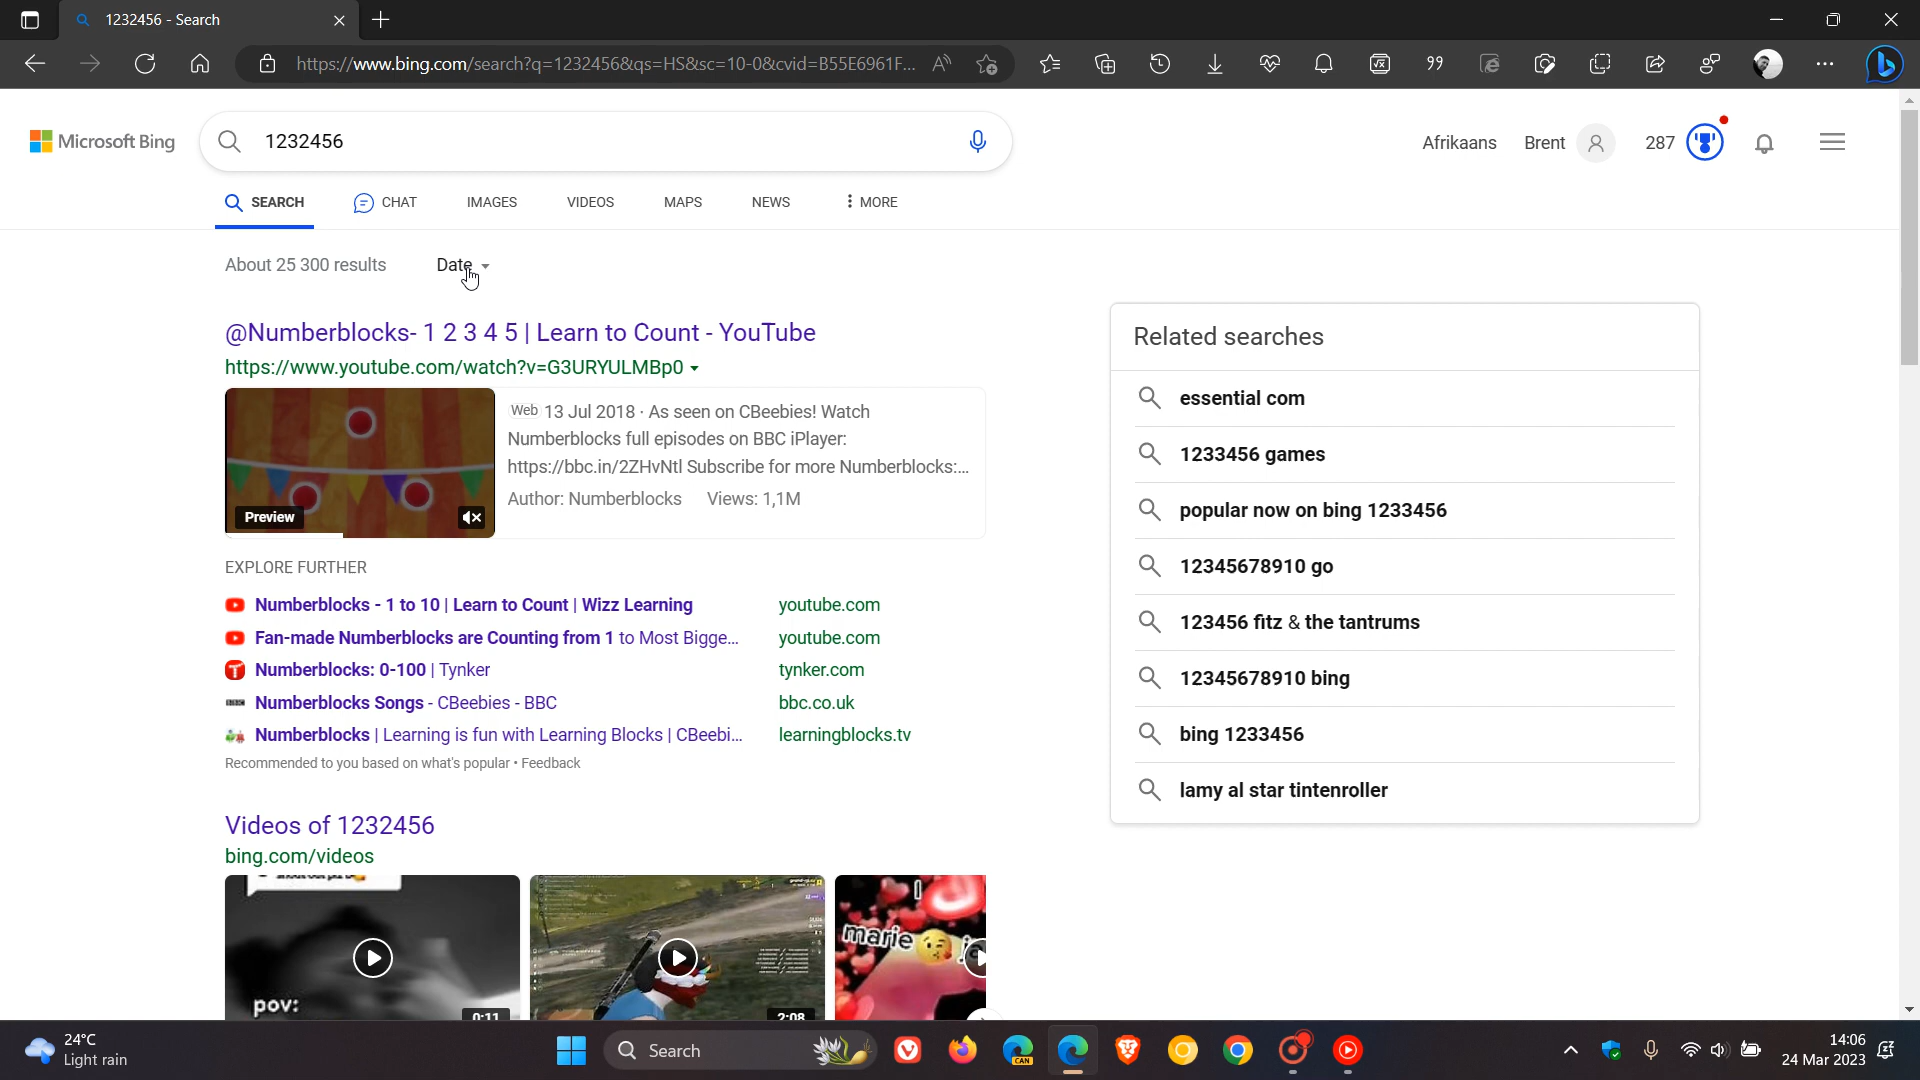 1232456 - Search
https://www.bing.com/search?q=1232456&qs=HS&sc=10-0&cvid=B55E6961F...
Microsoft Bing
1232456
Afrikaans
Brent
287
SEARCH
CHAT
IMAGES
VIDEOS
MAPS
NEWS
MORE
About 25 300 results
Date
@Numberblocks- 1 2 3 4 5 | Learn to Count - YouTube
https://www.youtube.com/watch?v=G3URYULMBp0
Web 13 Jul 2018 · As seen on CBeebies! Watch
Numberblocks full episodes on BBC iPlayer:
https://bbc.in/2ZHvNtl Subscribe for more Numberblocks:...
Author: Numberblocks Views: 1,1M
Preview
EXPLORE FURTHER
Numberblocks - 1 to 10 | Learn to Count | Wizz Learning youtube.com
Fan-made Numberblocks are Counting from 1 to Most Bigge... youtube.com
Numberblocks: 0-100 | Tynker tynker.com
Numberblocks Songs - CBeebies - BBC bbc.co.uk
Numberblocks | Learning is fun with Learning Blocks | CBeebi... learningblocks.tv
Recommended to you based on what's popular • Feedback
Videos of 1232456
bing.com/videos
pov:
0:11
2:08
marie
Related searches
essential com
1233456 games
popular now on bing 1233456
12345678910 go
123456 fitz & the tantrums
12345678910 bing
bing 1233456
lamy al star tintenroller
24°C
Light rain
Search
CAN
14:06
24 Mar 2023